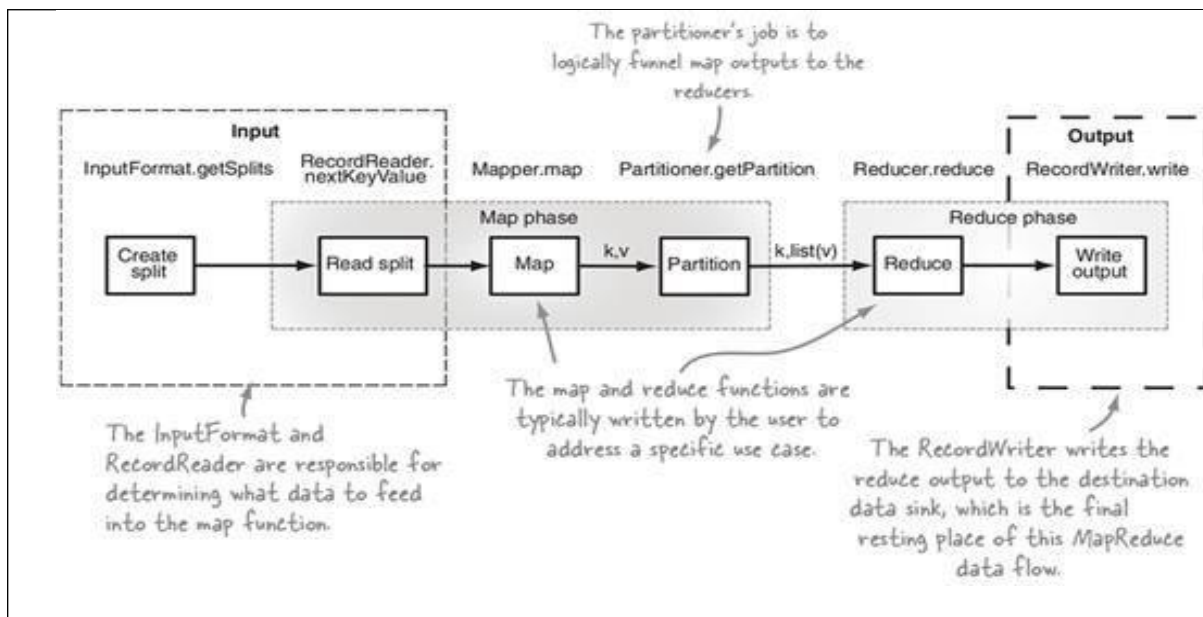 The partitioner's job is to
logically funnel map outputs to the
reducers.
Input
Output
InputFormat.getSplits
RecordReader.
nextKeyValue
Mapper.map
Partitioner.getPartition
Reducer.reduce
RecordWriter.write
Map phase
Reduce phase
Create
split
Read split
Map
k,v
Partition
k,list(v)
Reduce
Write
output
The InputFormat and
RecordReader are responsible for
determining what data to feed
into the map function.
The map and reduce functions are
typically written by the user to
address a specific use case.
The RecordWriter writes the
reduce output to the destination
data sink, which is the final
resting place of this MapReduce
data flow.